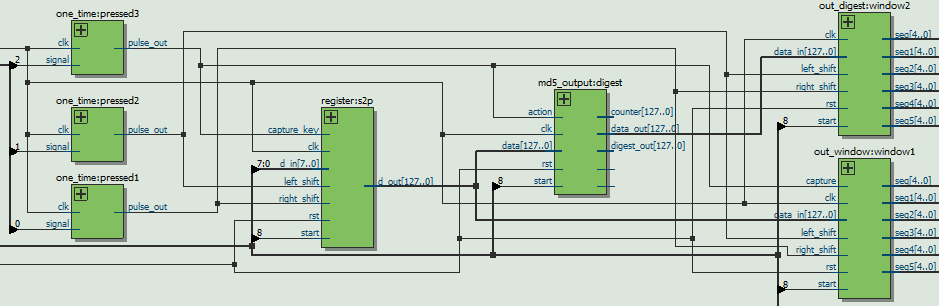 one_time:pressed3
clk
signal
pulse_out
2
one_time:pressed2
clk
signal
pulse_out
1
one_time:pressed1
clk
signal
pulse_out
0
register:s2p
capture_key
clk
7:0
d_in[7..0]
left_shift
right_shift
rst
8
start
d_out[127..0]
md5_output:digest
action
clk
data[127..0]
rst
8
start
counter[127..0]
data_out[127..0]
digest_out[127..0]
out_digest:window2
clk
data_in[127..0]
left_shift
right_shift
rst
8
start
seq[4..0]
seq1[4..0]
seq2[4..0]
seq3[4..0]
seq4[4..0]
seq5[4..0]
out_window:window1
capture
clk
data_in[127..0]
left_shift
right_shift
rst
8
start
seq[4..0]
seq1[4..0]
seq2[4..0]
seq3[4..0]
seq4[4..0]
seq5[4..0]